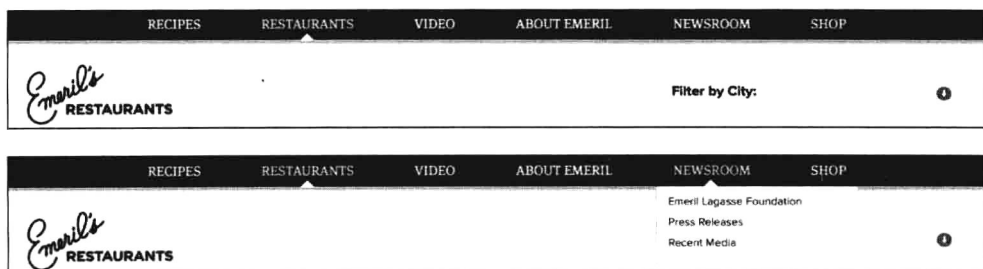 RECIPES RESTAURANTS VIDEO ABOUT EMERIL NEWSROOM SHOP
Emeril's
RESTAURANTS
Filter by City:
RECIPES RESTAURANTS VIDEO ABOUT EMERIL NEWSROOM SHOP
Emeril Lagasse Foundation
Press Releases
Recent Media
Emeril's
RESTAURANTS